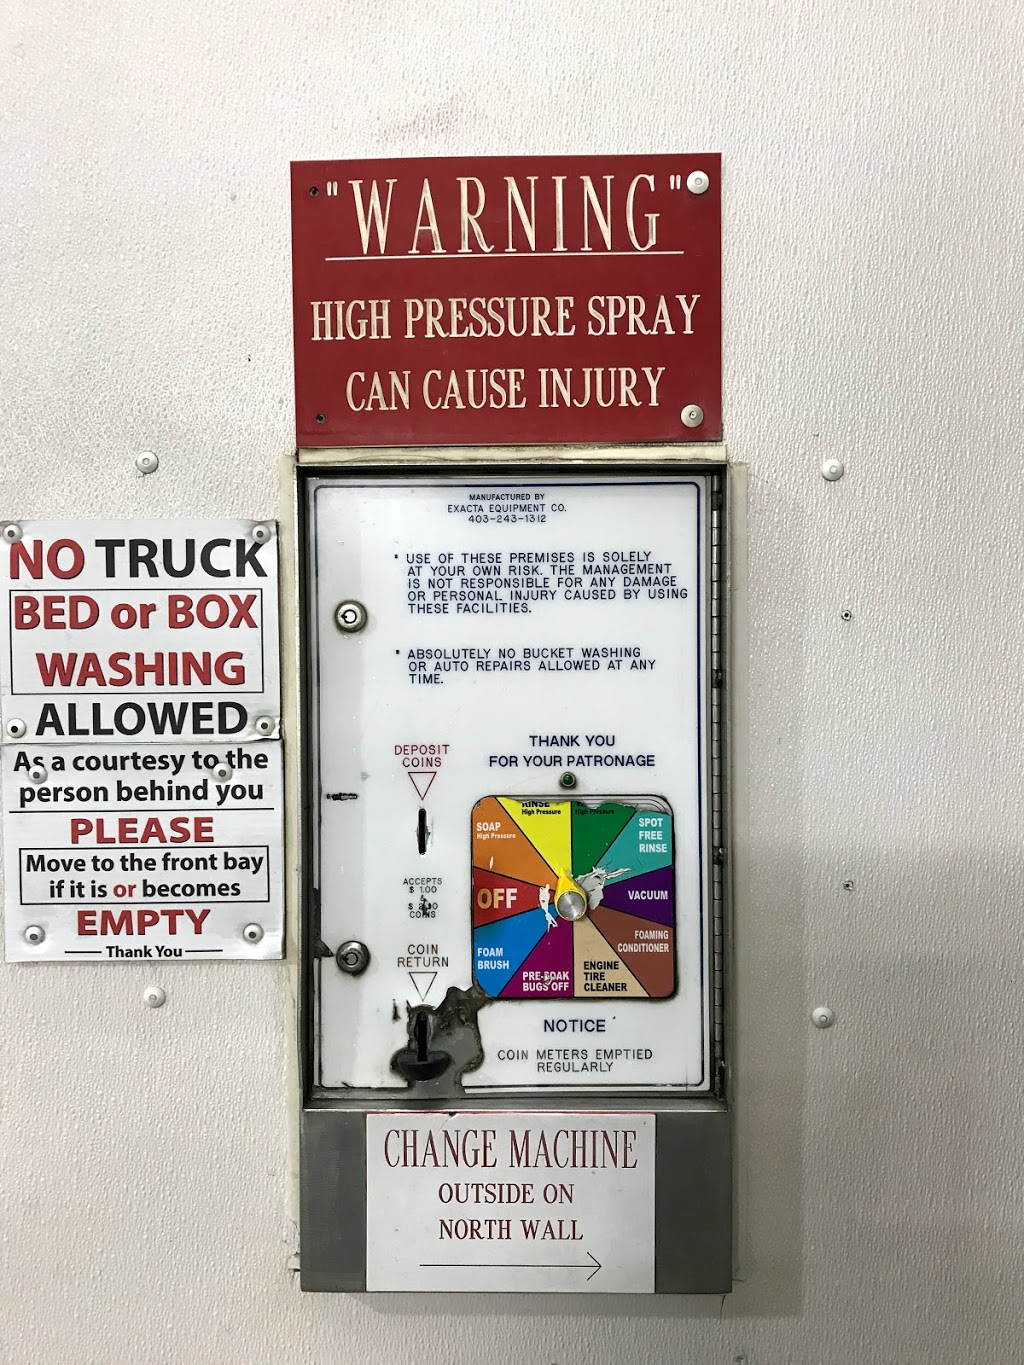 "WARNING"
HIGH PRESSURE SPRAY
CAN CAUSE INJURY
NO TRUCK
BED or BOX
WASHING
ALLOWED
As a courtesy to the
person behind you
PLEASE
Move to the front bay
if it is or becomes
EMPTY
Thank You
MANUFACTURED BY
EXACTA EQUIPMENT CO.
403-243-1312
* USE OF THESE PREMISES IS SOLELY
AT YOUR OWN RISK. THE MANAGEMENT
IS NOT RESPONSIBLE FOR ANY DAMAGE
OR PERSONAL INJURY CAUSED BY USING
THESE FACILITIES.
* ABSOLUTELY NO BUCKET WASHING
OR AUTO REPAIRS ALLOWED AT ANY
TIME.
DEPOSIT
COINS
THANK YOU
FOR YOUR PATRONAGE
ACCEPTS
$ 1.00
&
COINS
COIN
RETURN
SOAP
High Pressure
RINSE
High Pressure
High Pressure
SPOT
FREE
RINSE
OFF
VACUUM
FOAM
BRUSH
PRE-SOAK
BUGS OFF
ENGINE
TIRE
CLEANER
FOAMING
CONDITIONER
NOTICE
COIN METERS EMPTIED
REGULARLY
CHANGE MACHINE
OUTSIDE ON
NORTH WALL